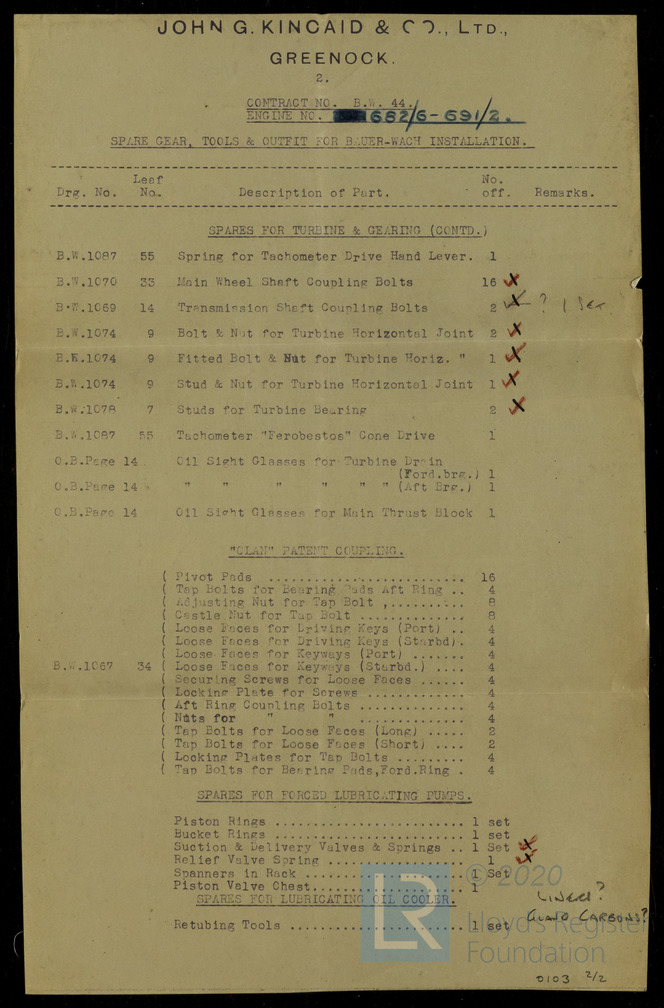 JOHN G. KINCAID & CO., LTD.,
GREENOCK.
2.
CONTRACT NO. B.W. 44.
ENGINE NO. 682/6-691/2.
SPARE GEAR, TOOLS & OUTFIT FOR BAUER-WACH INSTALLATION.
Drg. No. Leaf No. Description of Part. No. off. Remarks.
SPARES FOR TURBINE & GEARING (CONTD.)
B.W.1087 55 Spring for Tachometer Drive Hand Lever. 1
B.W.1070 33 Main Wheel Shaft Coupling Bolts 16 X
B.W.1069 14 Transmission Shaft Coupling Bolts 2 X ? 1 Set
B.W.1074 9 Bolt & Nut for Turbine Horizontal Joint 2 X
B.W.1074 9 Fitted Bolt & Nut for Turbine Horiz. " 1 X
B.W.1074 9 Stud & Nut for Turbine Horizontal Joint 1 X
B.W.1078 7 Studs for Turbine Bearing 2 X
B.W.1087 55 Tachometer "Ferobestos" Cone Drive 1
O.B.Page 14 Oil Sight Glasses for Turbine Drain
(Ford.brg.) 1
O.B.Page 14 " " " " " " (Aft Brg.) 1
O.B.Page 14 Oil Sight Glasses for Main Thrust Block 1
"CLAN" PATENT COUPLING.
( Pivot Pads .......................... 16
( Tap Bolts for Bearing Pads Aft Ring .. 4
( Adjusting Nut for Tap Bolt ,.......... 8
( Castle Nut for Tap Bolt .............. 8
( Loose Faces for Driving Keys (Port) .. 4
( Loose Faces for Driving Keys (Starbd). 4
( Loose Faces for Keyways (Port) ....... 4
B.W.1067 34 ( Loose Faces for Keyways (Starbd.) .... 4
( Securing Screws for Loose Faces ...... 4
( Locking Plate for Screws ............. 4
( Aft Ring Coupling Bolts .............. 4
( Nuts for " " .............. 4
( Tap Bolts for Loose Faces (Long) ..... 2
( Tap Bolts for Loose Faces (Short) .... 2
( Locking Plates for Tap Bolts ......... 4
( Tap Bolts for Bearing Pads,Ford.Ring . 4
SPARES FOR FORCED LUBRICATING PUMPS.
Piston Rings ......................... 1 set
Bucket Rings ......................... 1 set
Suction & Delivery Valves & Springs .. 1 Set X
Relief Valve Spring .................. 1 X
Spanners in Rack ..................... 1 Set
Piston Valve Chest.................... 1
SPARES FOR LUBRICATING OIL COOLER.
Retubing Tools ....................... 1 set
LINERS?
GLAND CARBONS?
© 2020
LR
Lloyd's Register
Foundation
0103 2/2